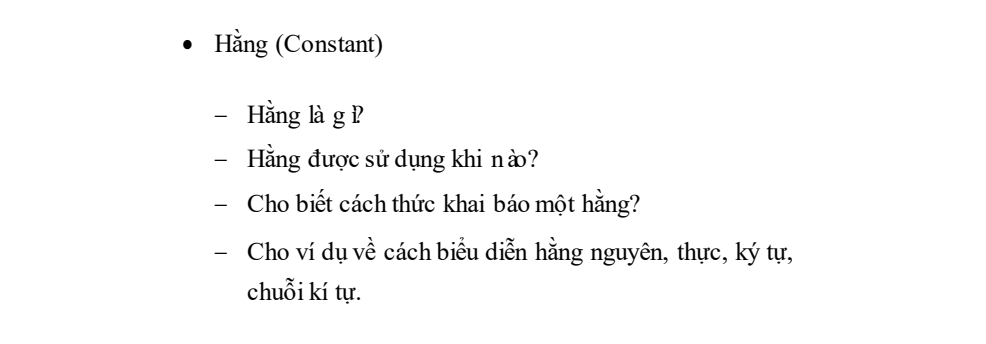 • Hằng (Constant)
– Hằng là gì?
– Hằng được sử dụng khi nào?
– Cho biết cách thức khai báo một hằng?
– Cho ví dụ về cách biểu diễn hằng nguyên, thực, ký tự,
chuỗi kí tự.